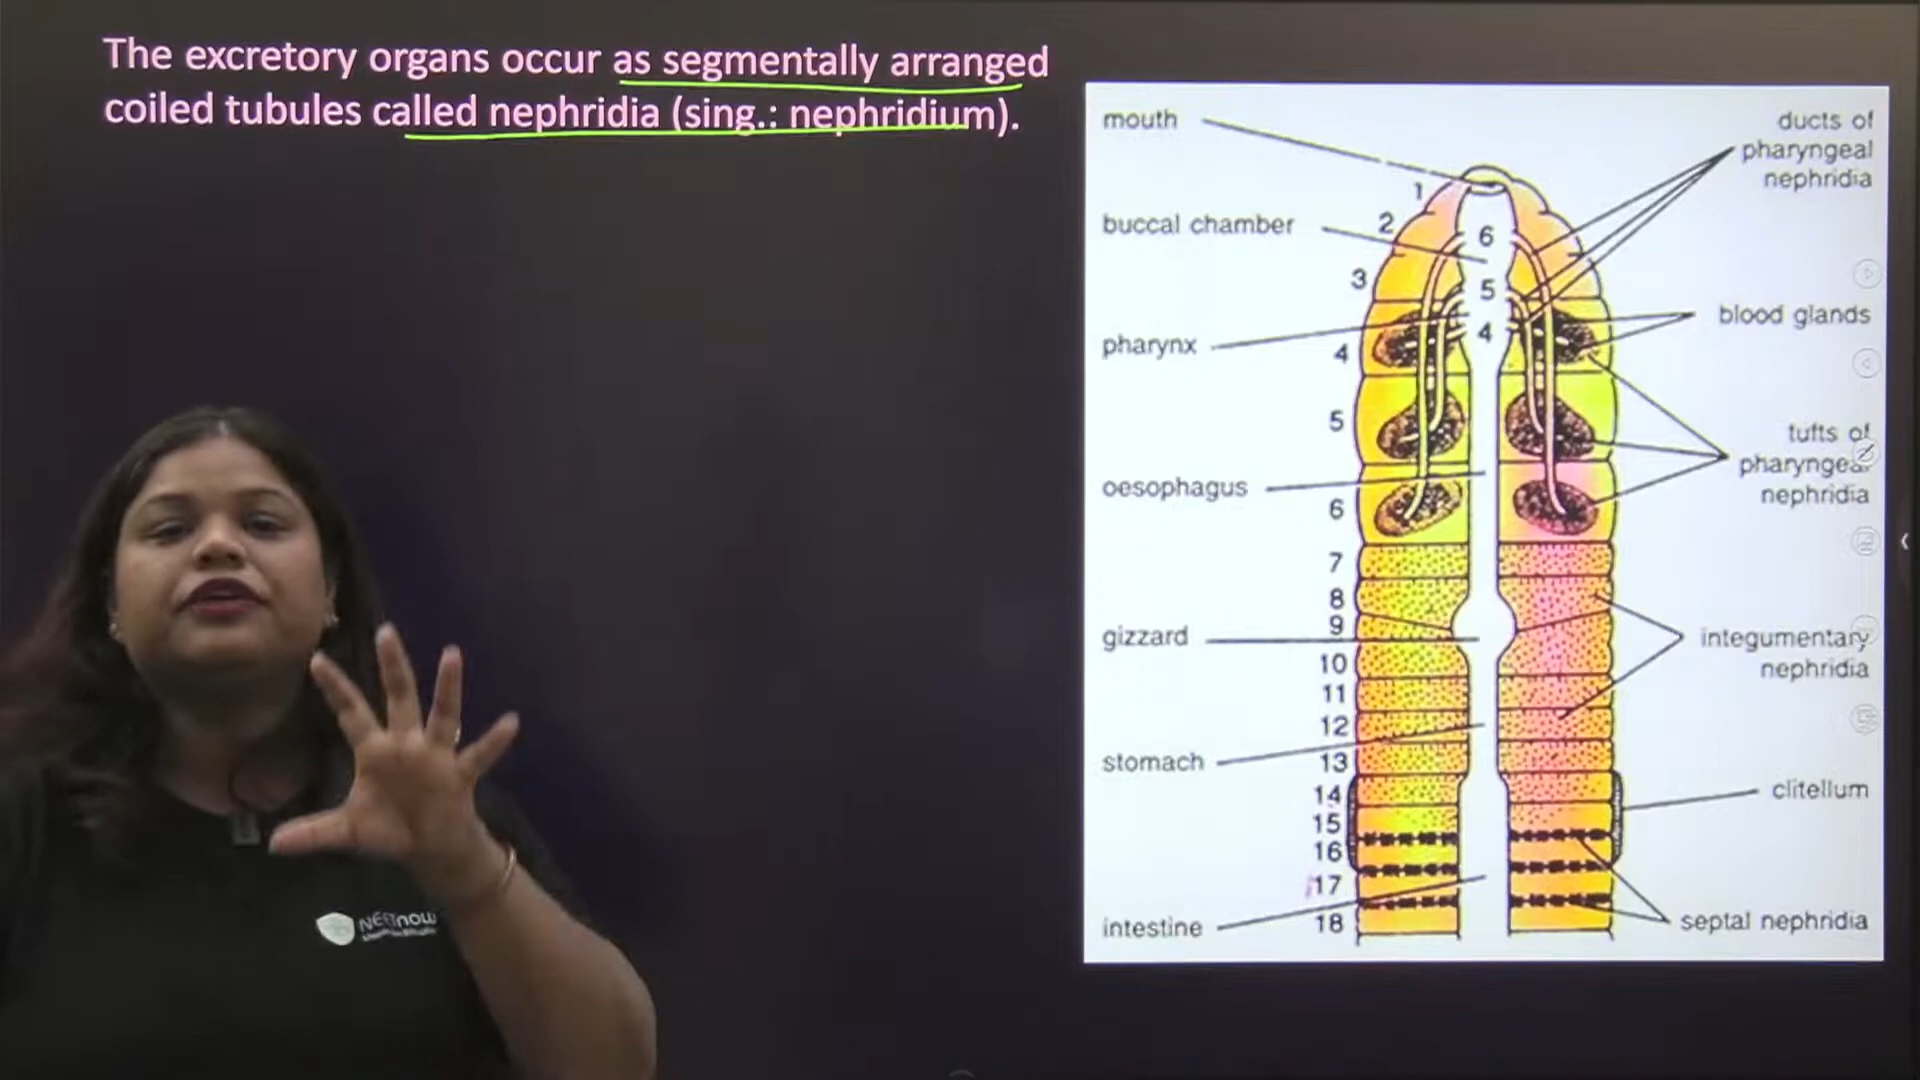 The excretory organs occur as segmentally arranged
coiled tubules called nephridia (sing.: nephridium).
mouth
buccal chamber
pharynx
oesophagus
gizzard
stomach
intestine
1
2
3
4
5
6
7
8
9
10
11
12
13
14
15
16
17
18
6
5
4
ducts of
pharyngeal
nephridia
blood glands
tufts of
pharyngeal
nephridia
integumentary
nephridia
clitellum
septal nephridia
NEETnow